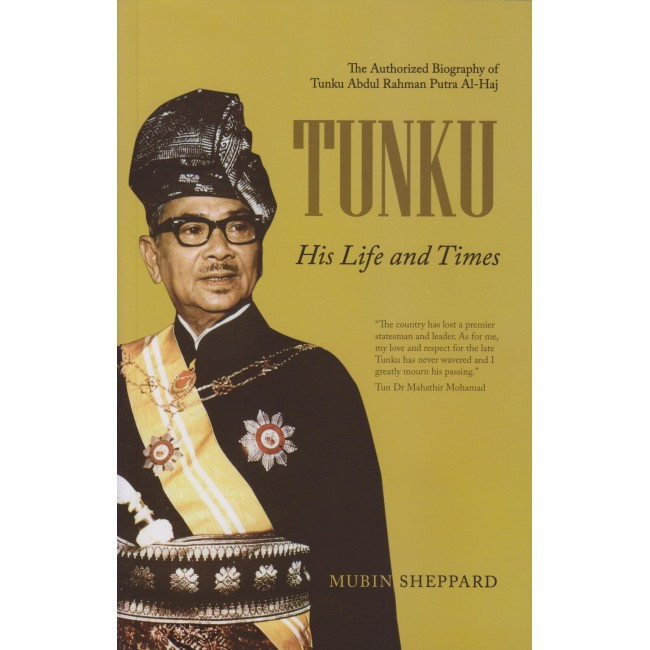 The Authorized Biography of
Tunku Abdul Rahman Putra Al-Haj
TUNKU
His Life and Times
“The country has lost a premier
statesman and leader. As for me,
my love and respect for the late
Tunku has never wavered and I
greatly mourn his passing.”
Tun Dr Mahathir Mohamad
MUBIN SHEPPARD